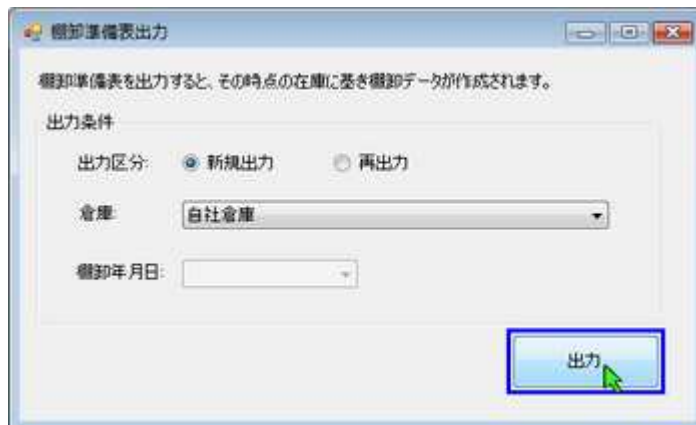 棚卸準備表出力
棚卸準備表を出力すると、その時点の在庫に基き棚卸データが作成されます。
出力条件
出力区分: 新規出力 再出力
倉庫: 自社倉庫
棚卸年月日:
出力